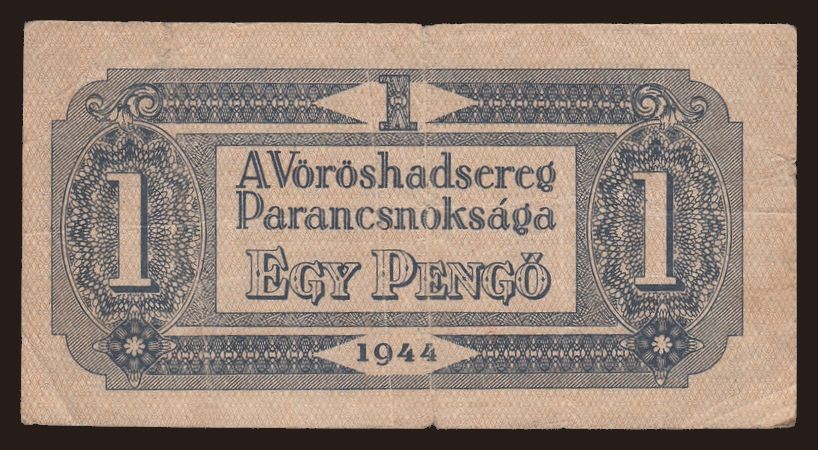 1
A Vöröshadsereg
Parancsnoksága
1 1
EGY PENGŐ
1944